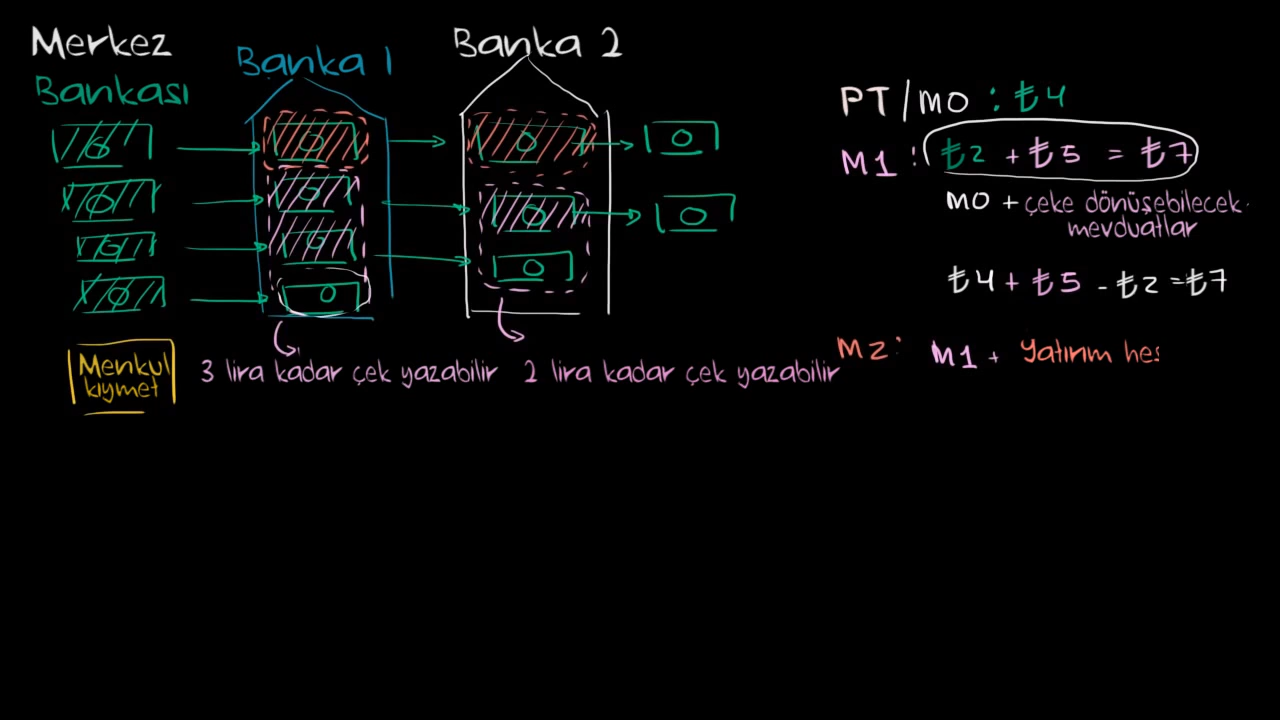 Merkez
Bankası
Banka 1
Banka 2
Menkul
kıymet
3 lira kadar çek yazabilir
2 lira kadar çek yazabilir
PT/M0 : ₺4
M1 : ₺2 + ₺5 = ₺7
M0 + çeke dönüşebilecek
mevduatlar
₺4 + ₺5 - ₺2 = ₺7
M2: M1 + Yatırım hes